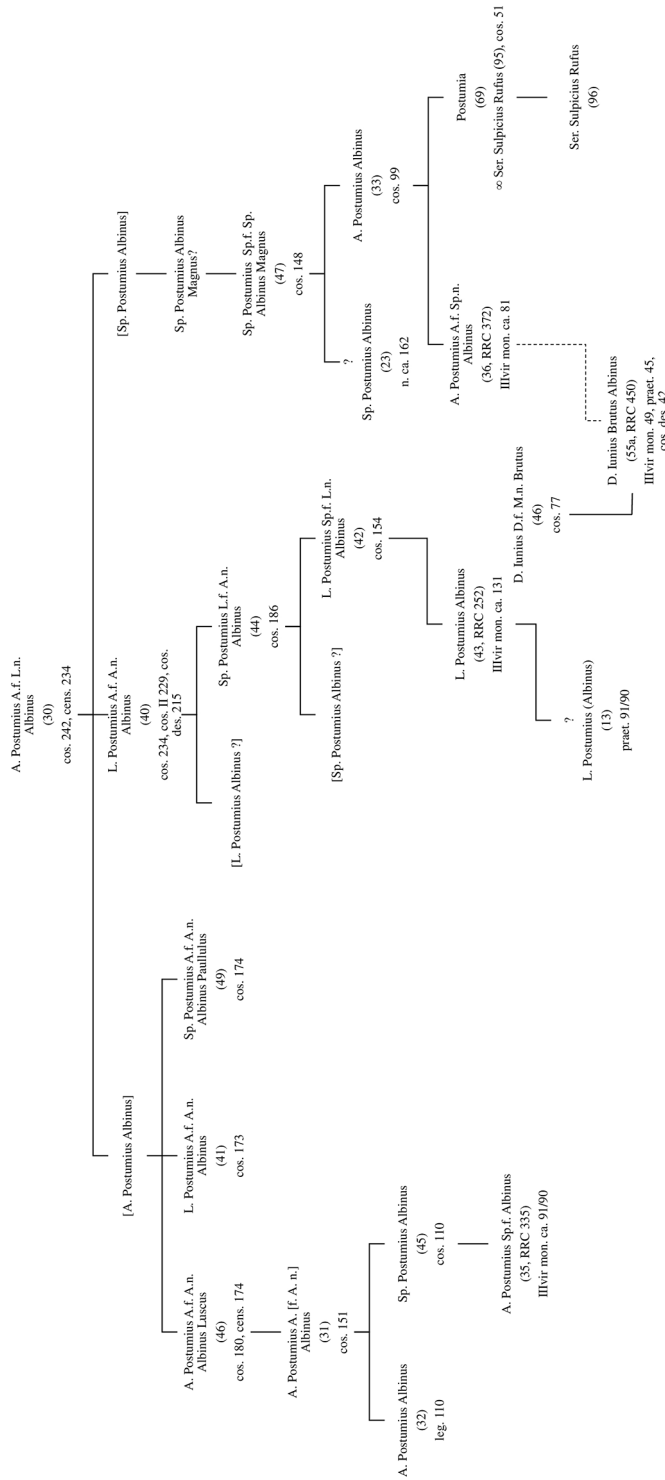 A. Postumius A.f. L.n.
Albinus
(30)
cos. 242, cens. 234
[A. Postumius Albinus]
L. Postumius A.f. A.n.
Albinus
(40)
cos. 234, cos. II 229, cos.
des. 215
[Sp. Postumius Albinus]
A. Postumius A.f. A.n.
Albinus Luscus
(46)
cos. 180, cens. 174
L. Postumius A.f. A.n.
Albinus
(41)
cos. 173
Sp. Postumius A.f. A.n.
Albinus Paullulus
(49)
cos. 174
[L. Postumius Albinus ?]
Sp. Postumius L.f. A.n.
Albinus
(44)
cos. 186
Sp. Postumius Albinus
Magnus?
A. Postumius A. [f. A. n.]
Albinus
(31)
cos. 151
[Sp. Postumius Albinus ?]
L. Postumius Sp.f. L.n.
Albinus
(42)
cos. 154
Sp. Postumius Sp.f. Sp.
Albinus Magnus
(47)
cos. 148
A. Postumius Albinus
(32)
leg. 110
Sp. Postumius Albinus
(45)
cos. 110
?
Sp. Postumius Albinus
(23)
n. ca. 162
A. Postumius Albinus
(33)
cos. 99
A. Postumius Sp.f. Albinus
(35, RRC 335)
IIIvir mon. ca. 91/90
L. Postumius Albinus
(43, RRC 252)
IIIvir mon. ca. 131
A. Postumius A.f. Sp.n.
Albinus
(36, RRC 372)
IIIvir mon. ca. 81
Postumia
(69)
∞ Ser. Sulpicius Rufus (95), cos. 51
?
L. Postumius (Albinus)
(13)
praet. 91/90
D. Iunius D.f. M.n. Brutus
(46)
cos. 77
Ser. Sulpicius Rufus
(96)
D. Iunius Brutus Albinus
(55a, RRC 450)
IIIvir mon. 49, praet. 45,
cos. des. 42